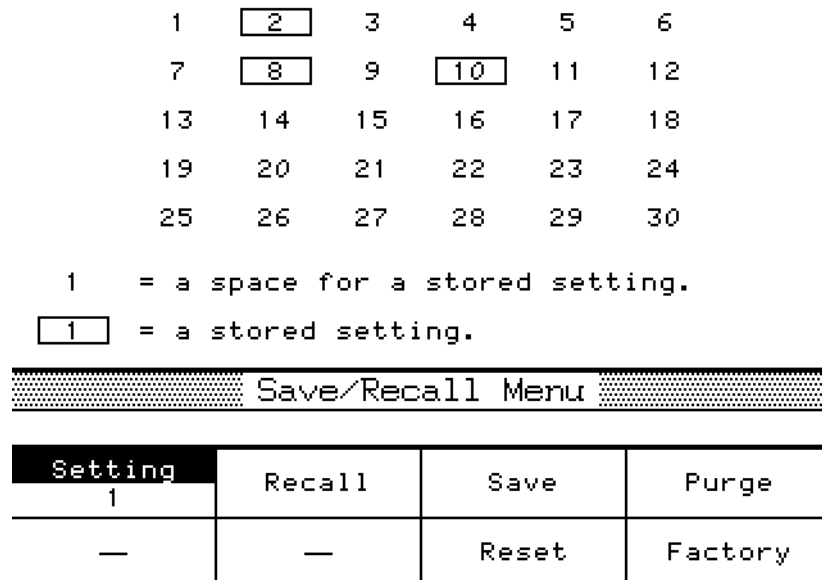 1 2 3 4 5 6
7 8 9 10 11 12
13 14 15 16 17 18
19 20 21 22 23 24
25 26 27 28 29 30
1 = a space for a stored setting.
1 = a stored setting.
Save/Recall Menu
Setting Recall Save Purge
1
— — Reset Factory